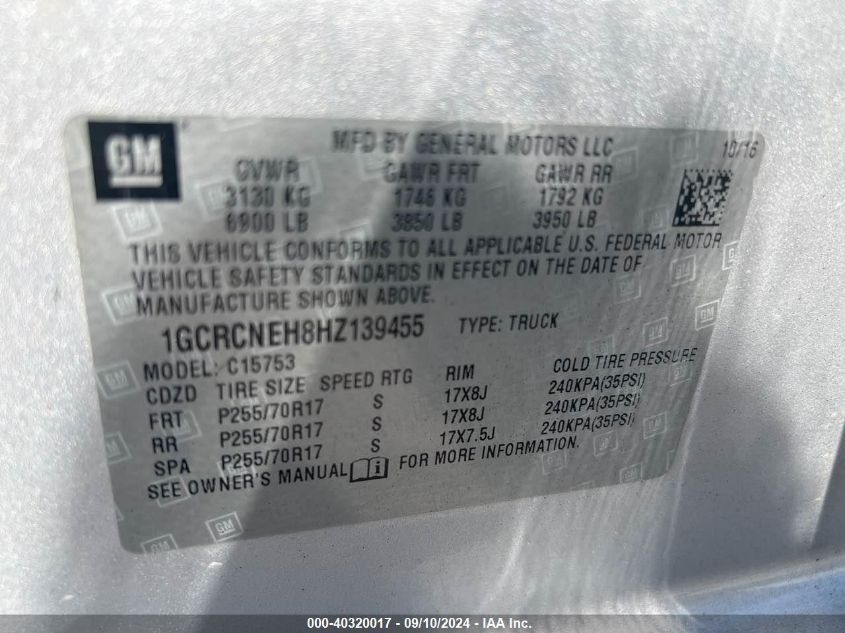 GM
MFD BY GENERAL MOTORS LLC 10/16
GVWR GAWR FRT GAWR RR
3130 KG 1746 KG 1792 KG
6900 LB 3850 LB 3950 LB
THIS VEHICLE CONFORMS TO ALL APPLICABLE U.S. FEDERAL MOTOR
VEHICLE SAFETY STANDARDS IN EFFECT ON THE DATE OF
MANUFACTURE SHOWN ABOVE.
1GCRCNEH8HZ139455 TYPE: TRUCK
MODEL: C15753
CDZD TIRE SIZE SPEED RTG RIM COLD TIRE PRESSURE
FRT P255/70R17 S 17X8J 240KPA(35PSI)
RR P255/70R17 S 17X8J 240KPA(35PSI)
SPA P255/70R17 S 17X7.5J 240KPA(35PSI)
SEE OWNER'S MANUAL FOR MORE INFORMATION.
000-40320017 - 09/10/2024 - IAA Inc.